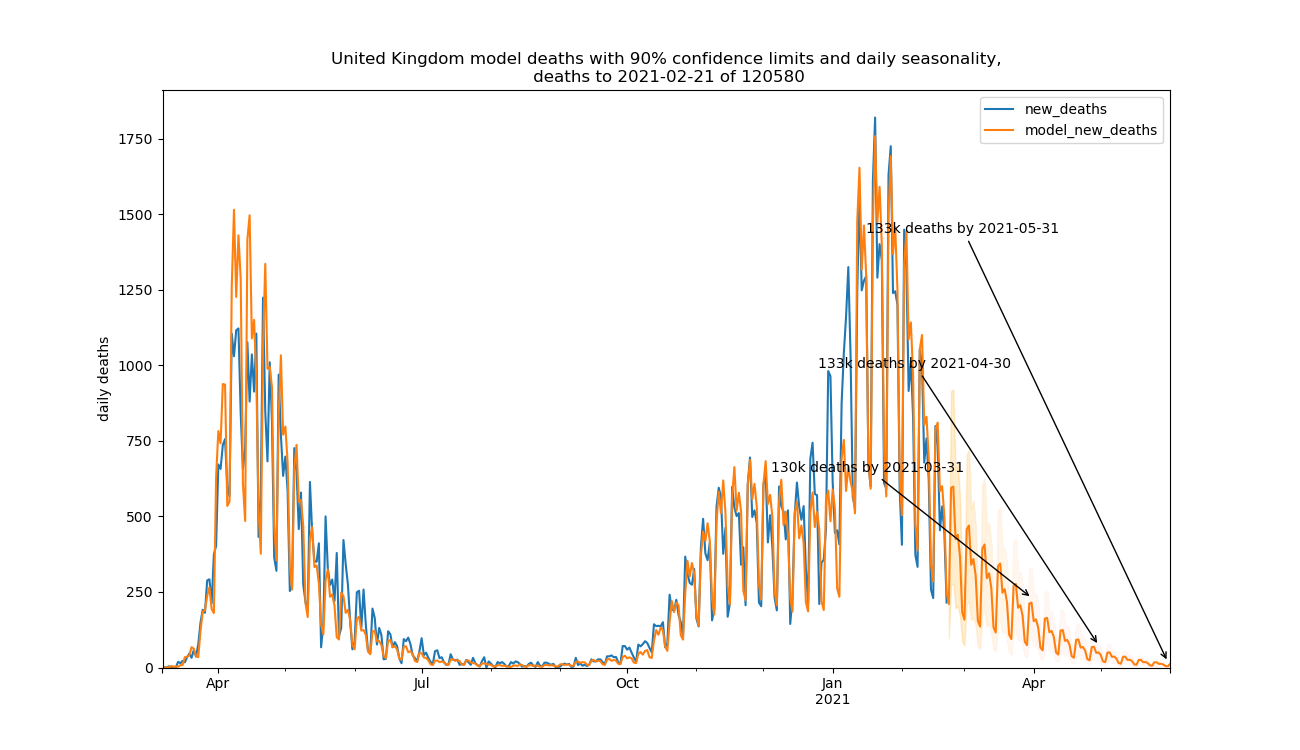 United Kingdom model deaths with 90% confidence limits and daily seasonality,
deaths to 2021-02-21 of 120580
new_deaths
model_new_deaths
daily deaths
1750
1500
1250
1000
750
500
250
0
133k deaths by 2021-05-31
133k deaths by 2021-04-30
130k deaths by 2021-03-31
Apr
Jul
Oct
Jan
2021
Apr